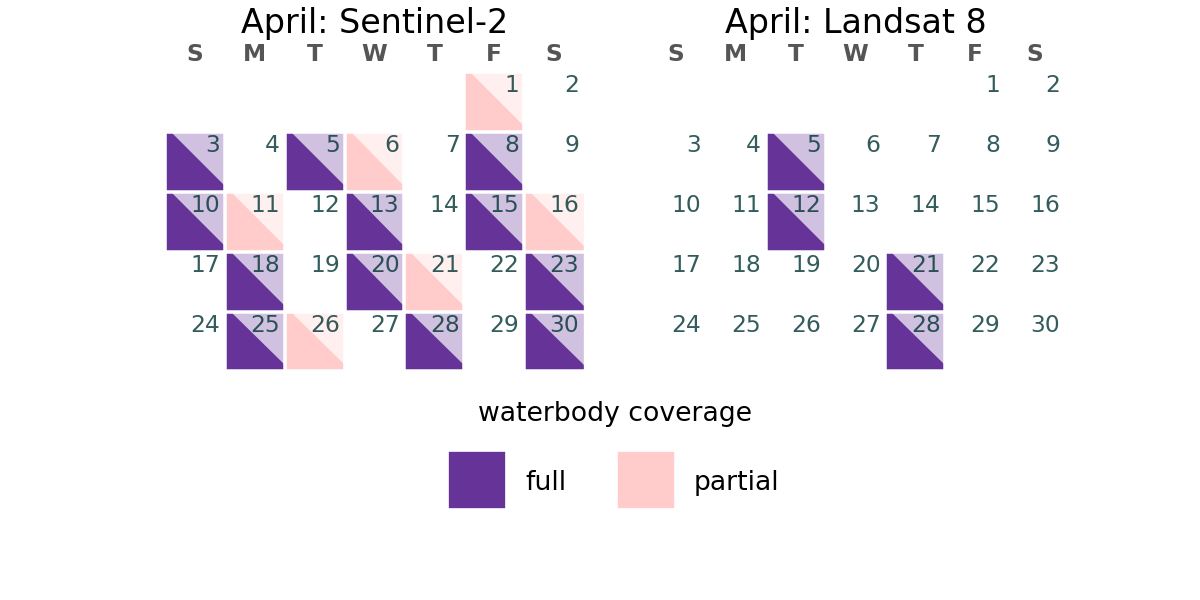 April: Sentinel-2
S M T W T F S
1 2
3 4 5 6 7 8 9
10 11 12 13 14 15 16
17 18 19 20 21 22 23
24 25 26 27 28 29 30
April: Landsat 8
S M T W T F S
1 2
3 4 5 6 7 8 9
10 11 12 13 14 15 16
17 18 19 20 21 22 23
24 25 26 27 28 29 30
waterbody coverage
full
partial